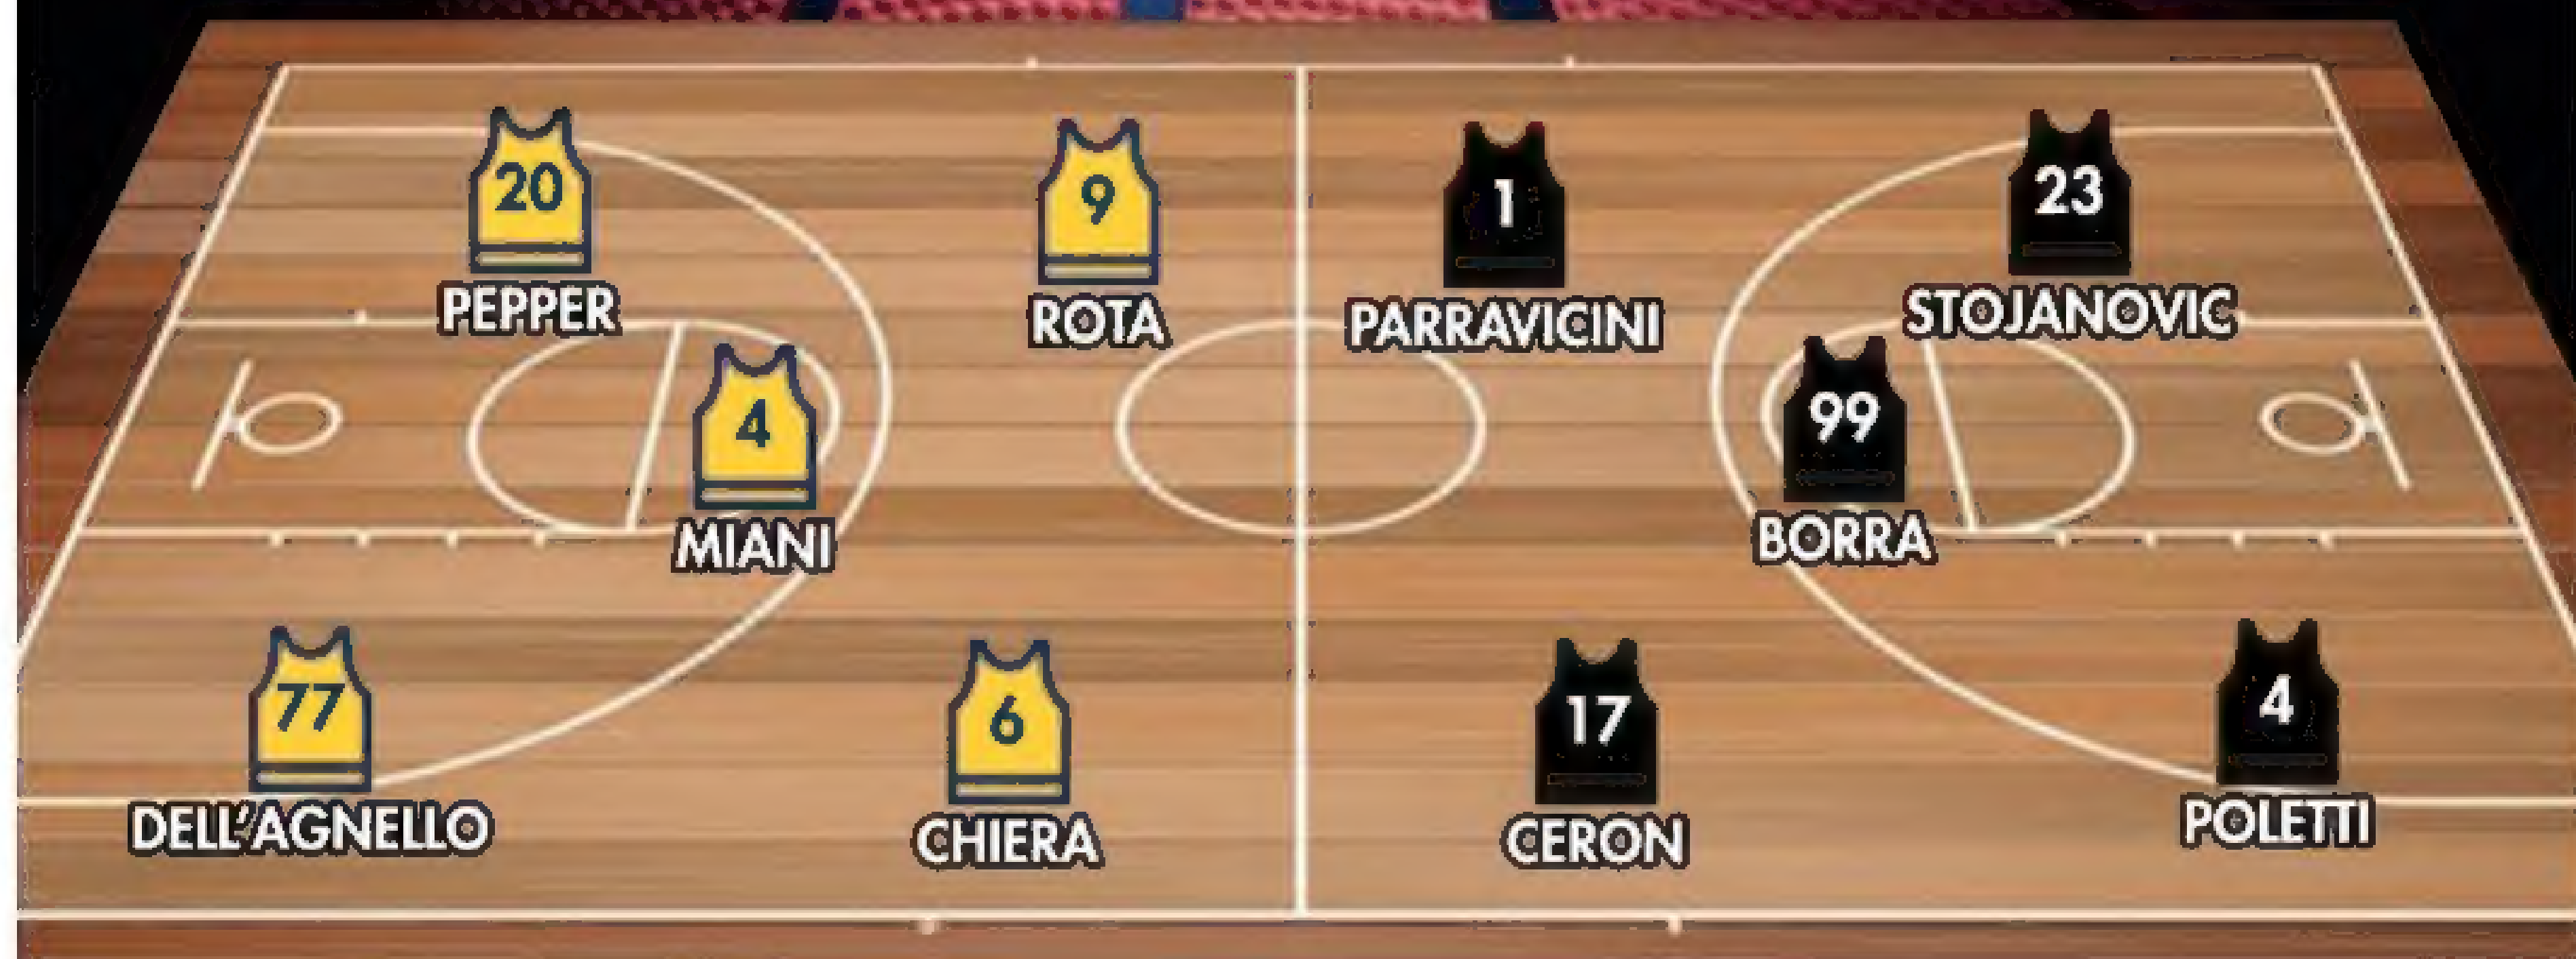 20
PEPPER
9
ROTA
1
PARRAVICINI
23
STOJANOVIC
4
MIANI
99
BORRA
77
DELL'AGNELLO
6
CHIERA
17
CERON
4
POLETTI